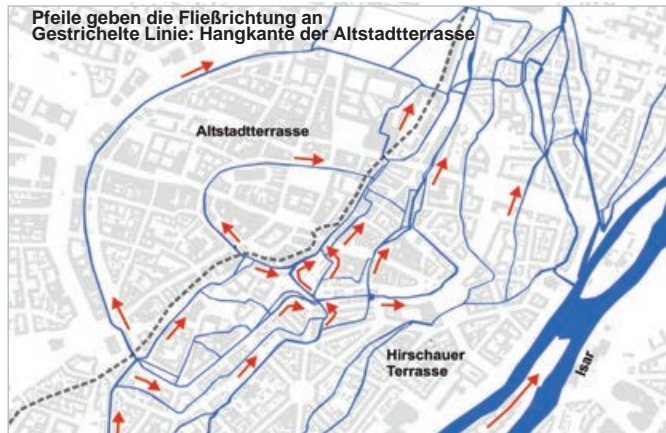 Pfeile geben die Fließrichtung an
Gestrichelte Linie: Hangkante der Altstadtterrasse
Altstadtterrasse
Hirschauer
Terrasse
Isar